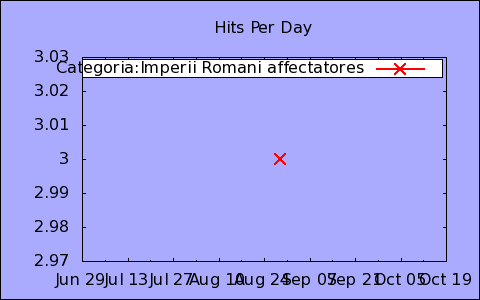 Hits Per Day
Categoria:Imperii Romani affectatores
3.03
3.02
3.01
3
2.99
2.98
2.97
Jun 29 Jul 13 Jul 27 Aug 10 Aug 24 Sep 07 Sep 21 Oct 05 Oct 19